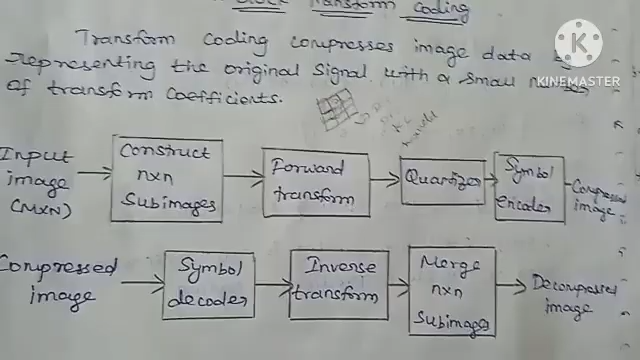 Block Transform Coding
Transform coding compresses image data
representing the original signal with a small number
of transform coefficients.
KINEMASTER
Input
image
(MXN)
Construct
nxn
Subimages
Forward
transform
Quantizer
Symbol
encoder
Compressed
image
Compressed
image
Symbol
decoder
Inverse
transform
Merge
nxn
Subimages
Decompressed
image